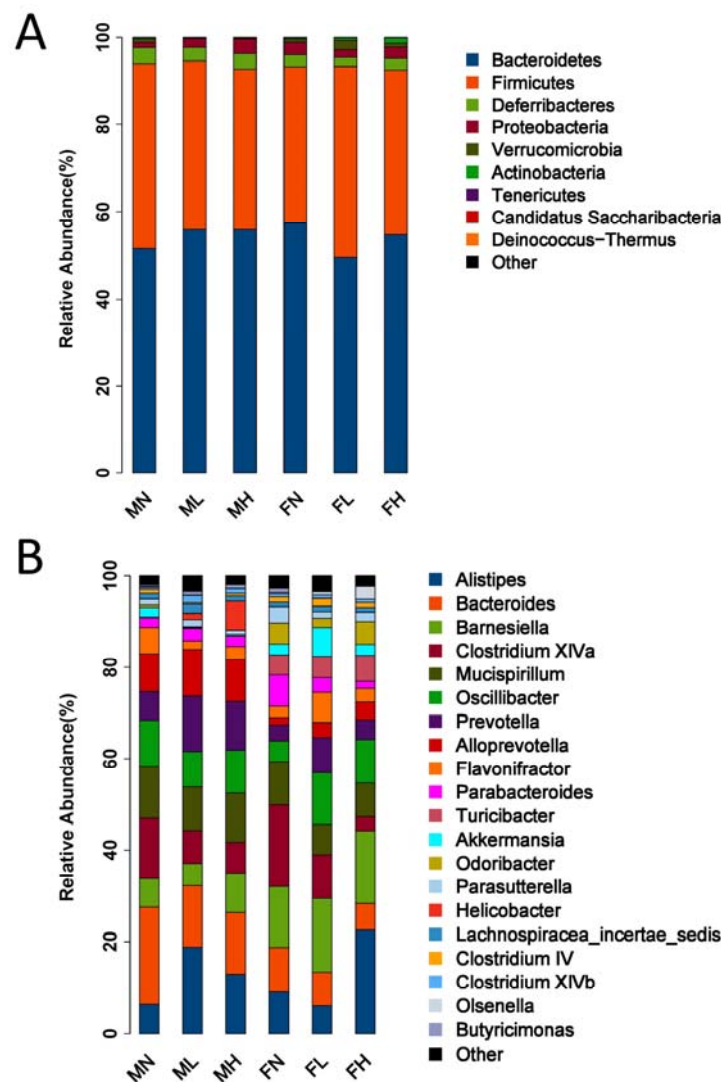 A
Relative Abundance(%)
100
80
60
40
20
0
MN ML MH FN FL FH
Bacteroidetes
Firmicutes
Deferribacteres
Proteobacteria
Verrucomicrobia
Actinobacteria
Tenericutes
Candidatus Saccharibacteria
Deinococcus-Thermus
Other
B
Relative Abundance(%)
100
80
60
40
20
0
MN ML MH FN FL FH
Alistipes
Bacteroides
Barnesiella
Clostridium XIVa
Mucispirillum
Oscillibacter
Prevotella
Alloprevotella
Flavonifractor
Parabacteroides
Turicibacter
Akkermansia
Odoribacter
Parasutterella
Helicobacter
Lachnospiracea_incertae_sedis
Clostridium IV
Clostridium XIVb
Olsenella
Butyricimonas
Other